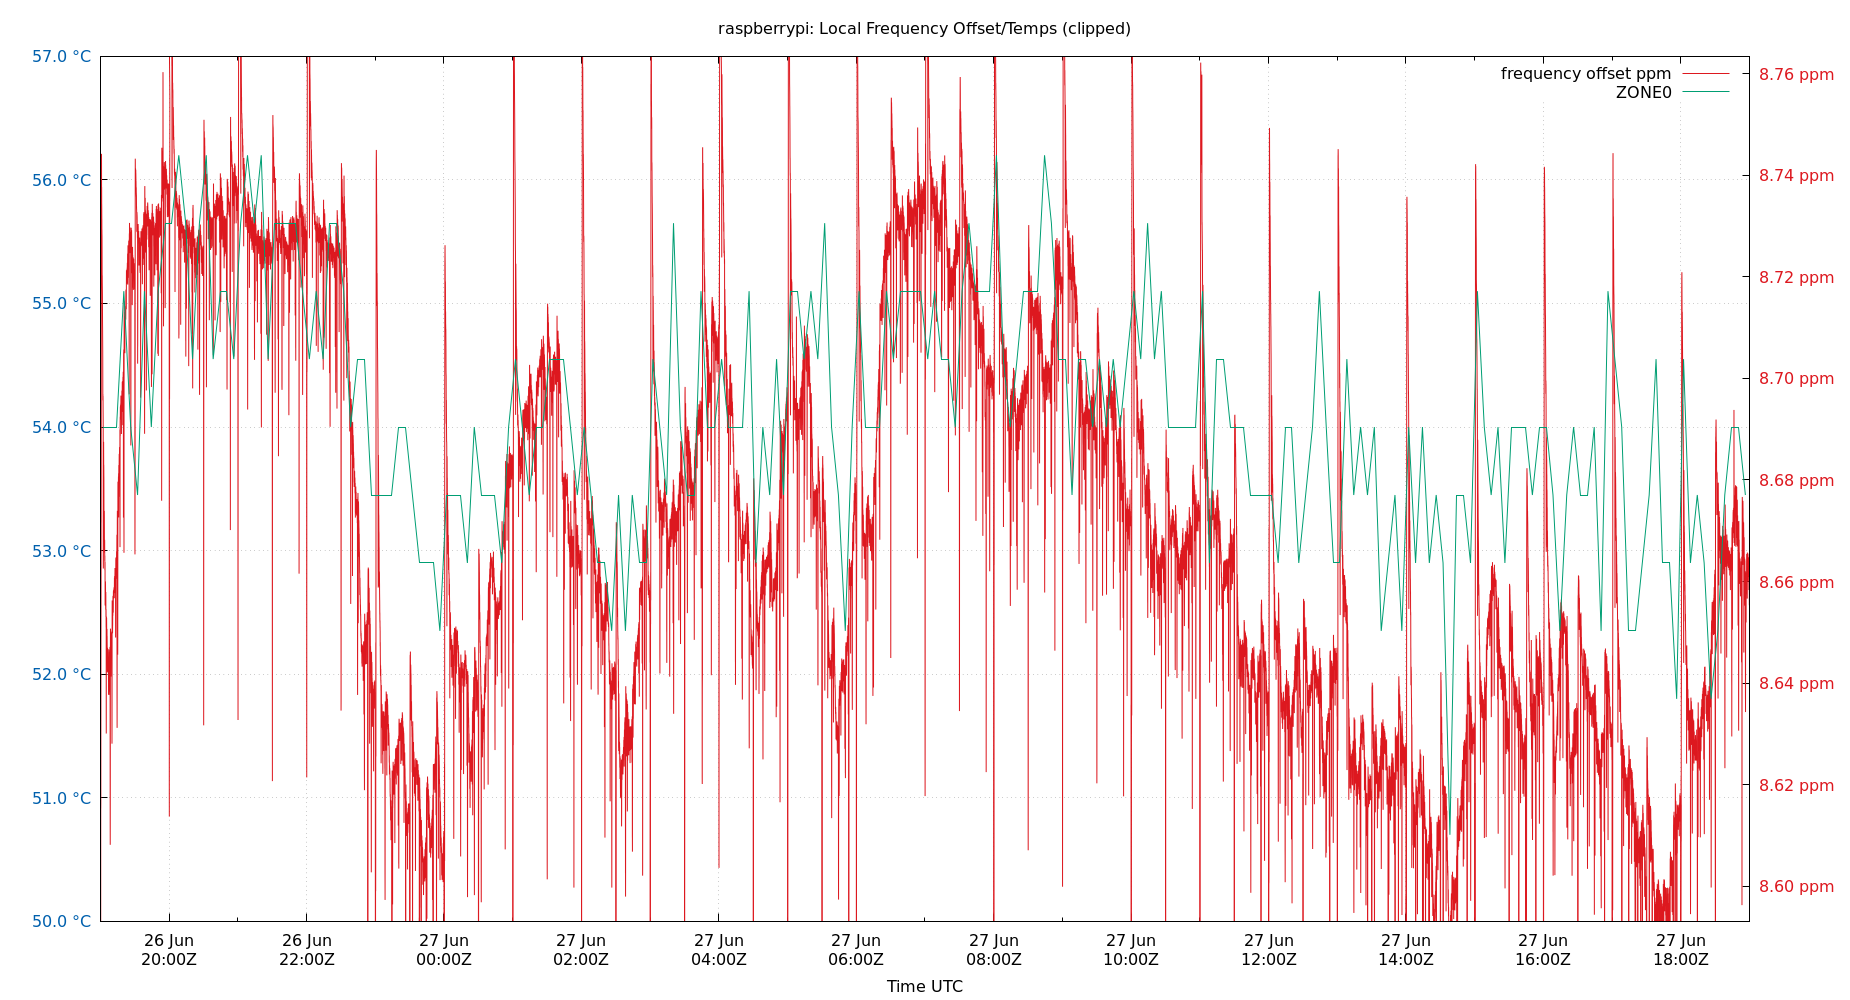 raspberrypi: Local Frequency Offset/Temps (clipped)
57.0 °C
56.0 °C
55.0 °C
54.0 °C
53.0 °C
52.0 °C
51.0 °C
50.0 °C
frequency offset ppm
ZONE0
8.76 ppm
8.74 ppm
8.72 ppm
8.70 ppm
8.68 ppm
8.66 ppm
8.64 ppm
8.62 ppm
8.60 ppm
26 Jun
20:00Z
26 Jun
22:00Z
27 Jun
00:00Z
27 Jun
02:00Z
27 Jun
04:00Z
27 Jun
06:00Z
27 Jun
08:00Z
27 Jun
10:00Z
27 Jun
12:00Z
27 Jun
14:00Z
27 Jun
16:00Z
27 Jun
18:00Z
Time UTC